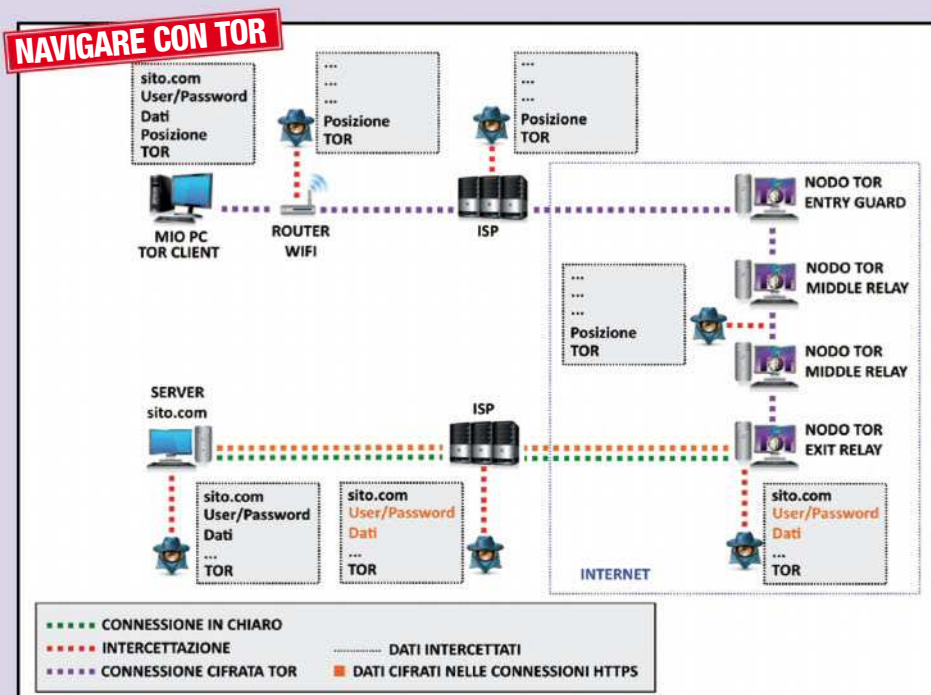 NAVIGARE CON TOR
sito.com
User/Password
Dati
Posizione
TOR
...
...
...
Posizione
TOR
...
...
...
Posizione
TOR
MIO PC
TOR CLIENT
ROUTER
WIFI
ISP
NODO TOR
ENTRY GUARD
NODO TOR
MIDDLE RELAY
...
...
...
Posizione
TOR
NODO TOR
MIDDLE RELAY
SERVER
sito.com
ISP
NODO TOR
EXIT RELAY
sito.com
User/Password
Dati
...
TOR
sito.com
User/Password
Dati
...
TOR
sito.com
User/Password
Dati
...
TOR
INTERNET
CONNESSIONE IN CHIARO
INTERCETTAZIONE
CONNESSIONE CIFRATA TOR
DATI INTERCETTATI
DATI CIFRATI NELLE CONNESSIONI HTTPS